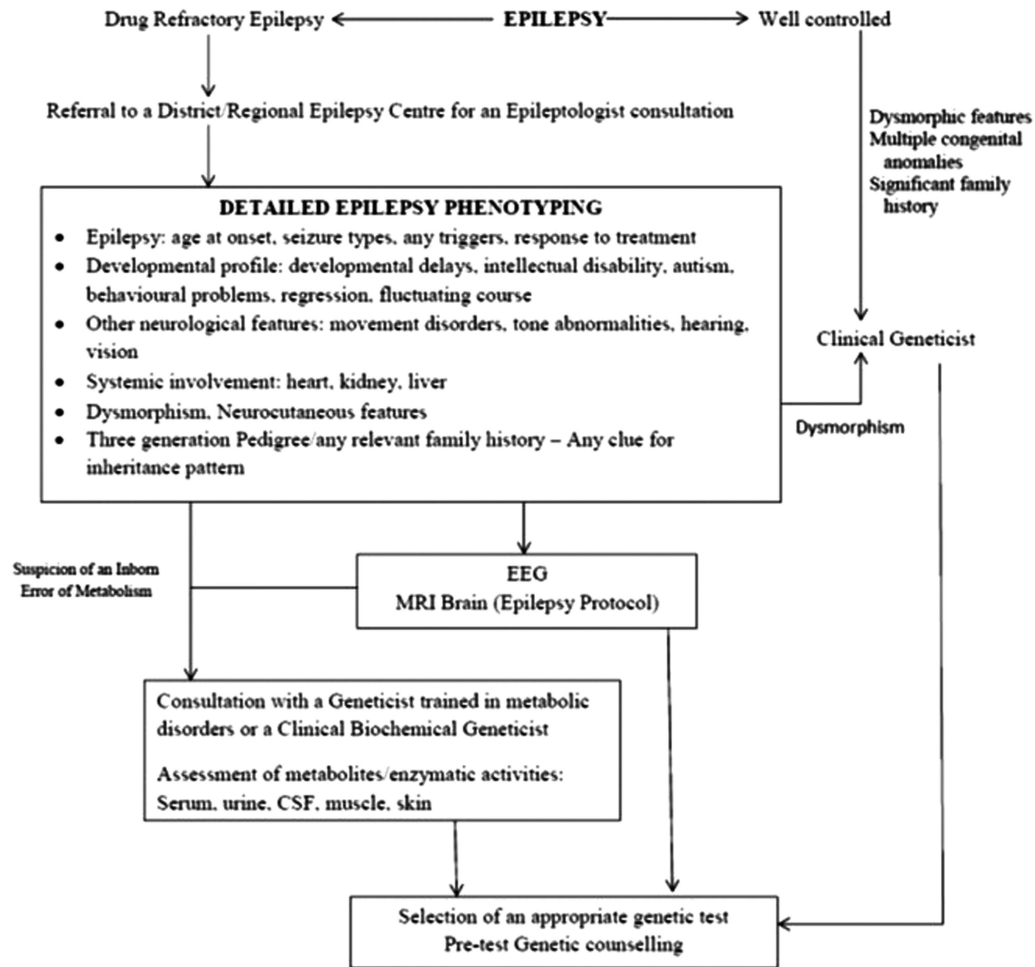 Drug Refractory Epilepsy
EPILEPSY
Well controlled
Referral to a District/Regional Epilepsy Centre for an Epileptologist consultation
Dysmorphic features
Multiple congenital
anomalies
Significant family
history
DETAILED EPILEPSY PHENOTYPING
• Epilepsy: age at onset, seizure types, any triggers, response to treatment
• Developmental profile: developmental delays, intellectual disability, autism,
behavioural problems, regression, fluctuating course
• Other neurological features: movement disorders, tone abnormalities, hearing,
vision
• Systemic involvement: heart, kidney, liver
• Dysmorphism, Neurocutaneous features
• Three generation Pedigree/any relevant family history – Any clue for
inheritance pattern
Clinical Geneticist
Dysmorphism
Suspicion of an Inborn
Error of Metabolism
EEG
MRI Brain (Epilepsy Protocol)
Consultation with a Geneticist trained in metabolic
disorders or a Clinical Biochemical Geneticist
Assessment of metabolites/enzymatic activities:
Serum, urine, CSF, muscle, skin
Selection of an appropriate genetic test
Pre-test Genetic counselling